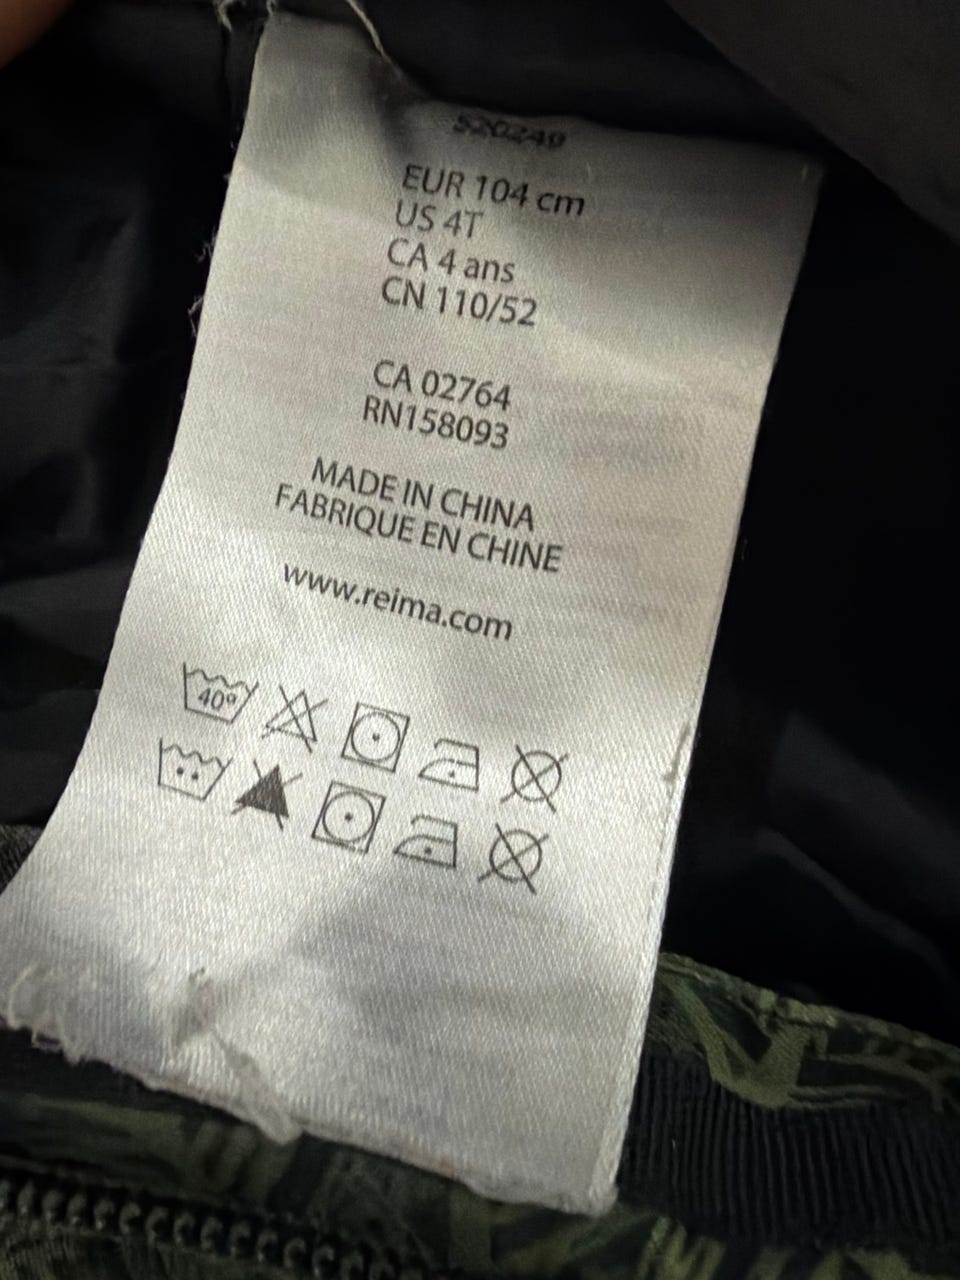 520249
EUR 104 cm
US 4T
CA 4 ans
CN 110/52
CA 02764
RN158093
MADE IN CHINA
FABRIQUE EN CHINE
www.reima.com
40°